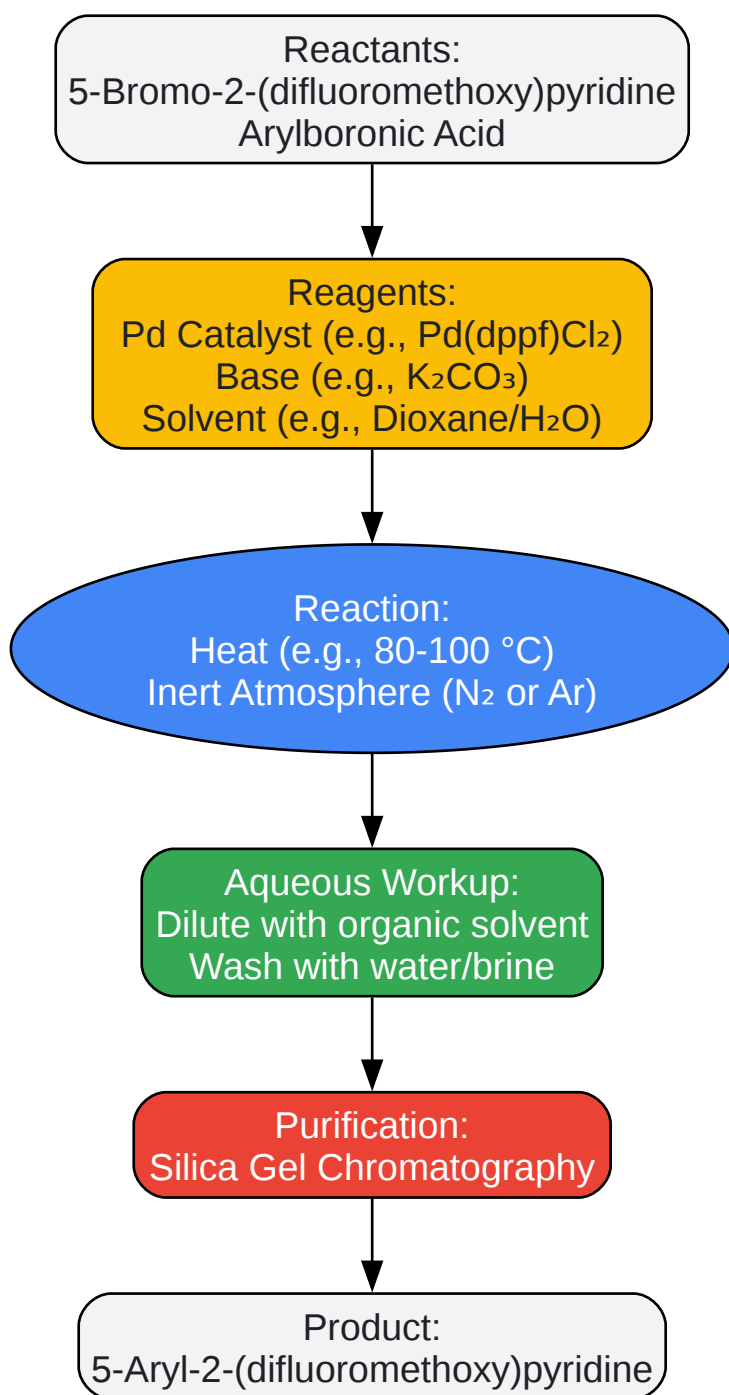 Reactants:
5-Bromo-2-(difluoromethoxy)pyridine
Arylboronic Acid
Reagents:
Pd Catalyst (e.g., Pd(dppf)Cl₂)
Base (e.g., K₂CO₃)
Solvent (e.g., Dioxane/H₂O)
Reaction:
Heat (e.g., 80-100 °C)
Inert Atmosphere (N₂ or Ar)
Aqueous Workup:
Dilute with organic solvent
Wash with water/brine
Purification:
Silica Gel Chromatography
Product:
5-Aryl-2-(difluoromethoxy)pyridine